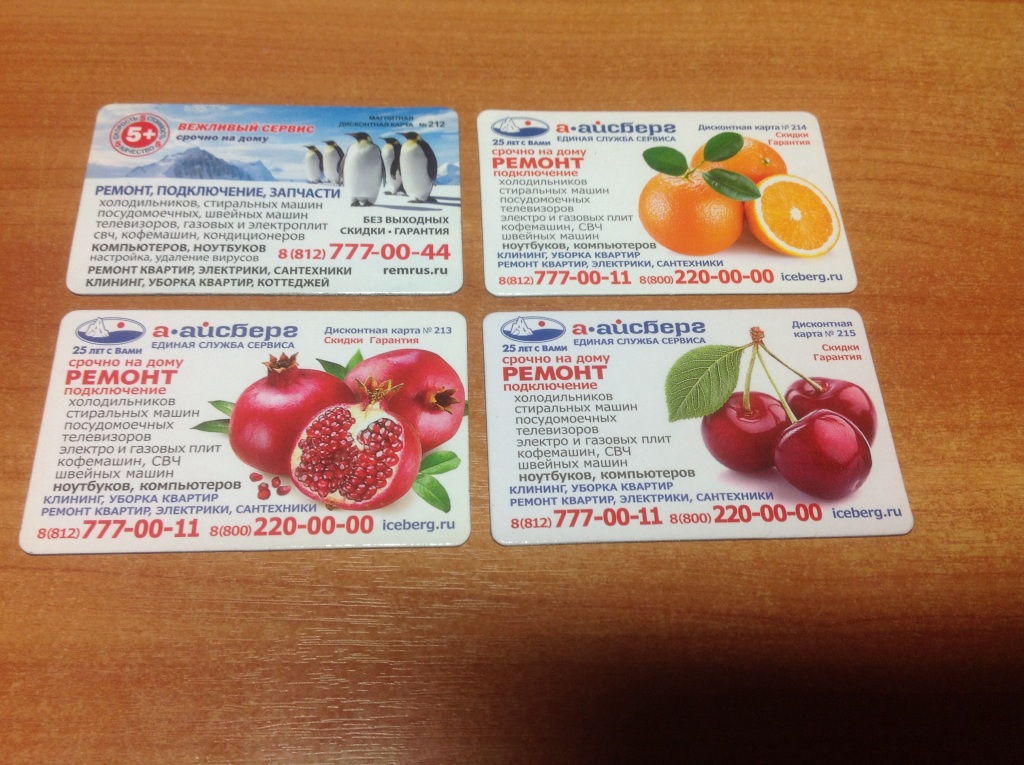 СКОРОСТЬ
5+
КАЧЕСТВО
ВЕЖЛИВЫЙ СЕРВИС
срочно на дому
МАГНИТНАЯ
ДИСКОНТНАЯ КАРТА №212
РЕМОНТ, ПОДКЛЮЧЕНИЕ, ЗАПЧАСТИ
холодильников, стиральных машин
посудомоечных, швейных машин
телевизоров, газовых и электроплит
свч, кофемашин, кондиционеров
КОМПЬЮТЕРОВ, НОУТБУКОВ
настройка, удаление вирусов
БЕЗ ВЫХОДНЫХ
СКИДКИ • ГАРАНТИЯ
8 (812) 777-00-44
РЕМОНТ КВАРТИР, ЭЛЕКТРИКИ, САНТЕХНИКИ
remrus.ru
КЛИНИНГ, УБОРКА КВАРТИР, КОТТЕДЖЕЙ
а•айсберг
25 ЛЕТ С ВАМИ
ЕДИНАЯ СЛУЖБА СЕРВИСА
Дисконтная карта № 214
Скидки
Гарантия
срочно на дому
РЕМОНТ
подключение
холодильников
стиральных машин
посудомоечных
телевизоров
электро и газовых плит
кофемашин, СВЧ
швейных машин
ноутбуков, компьютеров
КЛИНИНГ, УБОРКА КВАРТИР
РЕМОНТ КВАРТИР, ЭЛЕКТРИКИ, САНТЕХНИКИ
8(812)777-00-11 8(800)220-00-00 iceberg.ru
а•айсберг
25 ЛЕТ С ВАМИ
ЕДИНАЯ СЛУЖБА СЕРВИСА
Дисконтная карта № 213
Скидки Гарантия
срочно на дому
РЕМОНТ
подключение
холодильников
стиральных машин
посудомоечных
телевизоров
электро и газовых плит
кофемашин, СВЧ
швейных машин
ноутбуков, компьютеров
КЛИНИНГ, УБОРКА КВАРТИР
РЕМОНТ КВАРТИР, ЭЛЕКТРИКИ, САНТЕХНИКИ
8(812)777-00-11 8(800)220-00-00 iceberg.ru
а•айсберг
25 ЛЕТ С ВАМИ
ЕДИНАЯ СЛУЖБА СЕРВИСА
Дисконтная
карта № 215
Скидки
Гарантия
срочно на дому
РЕМОНТ
подключение
холодильников
стиральных машин
посудомоечных
телевизоров
электро и газовых плит
кофемашин, СВЧ
швейных машин
ноутбуков, компьютеров
КЛИНИНГ, УБОРКА КВАРТИР
РЕМОНТ КВАРТИР, ЭЛЕКТРИКИ, САНТЕХНИКИ
8(812)777-00-11 8(800)220-00-00 iceberg.ru